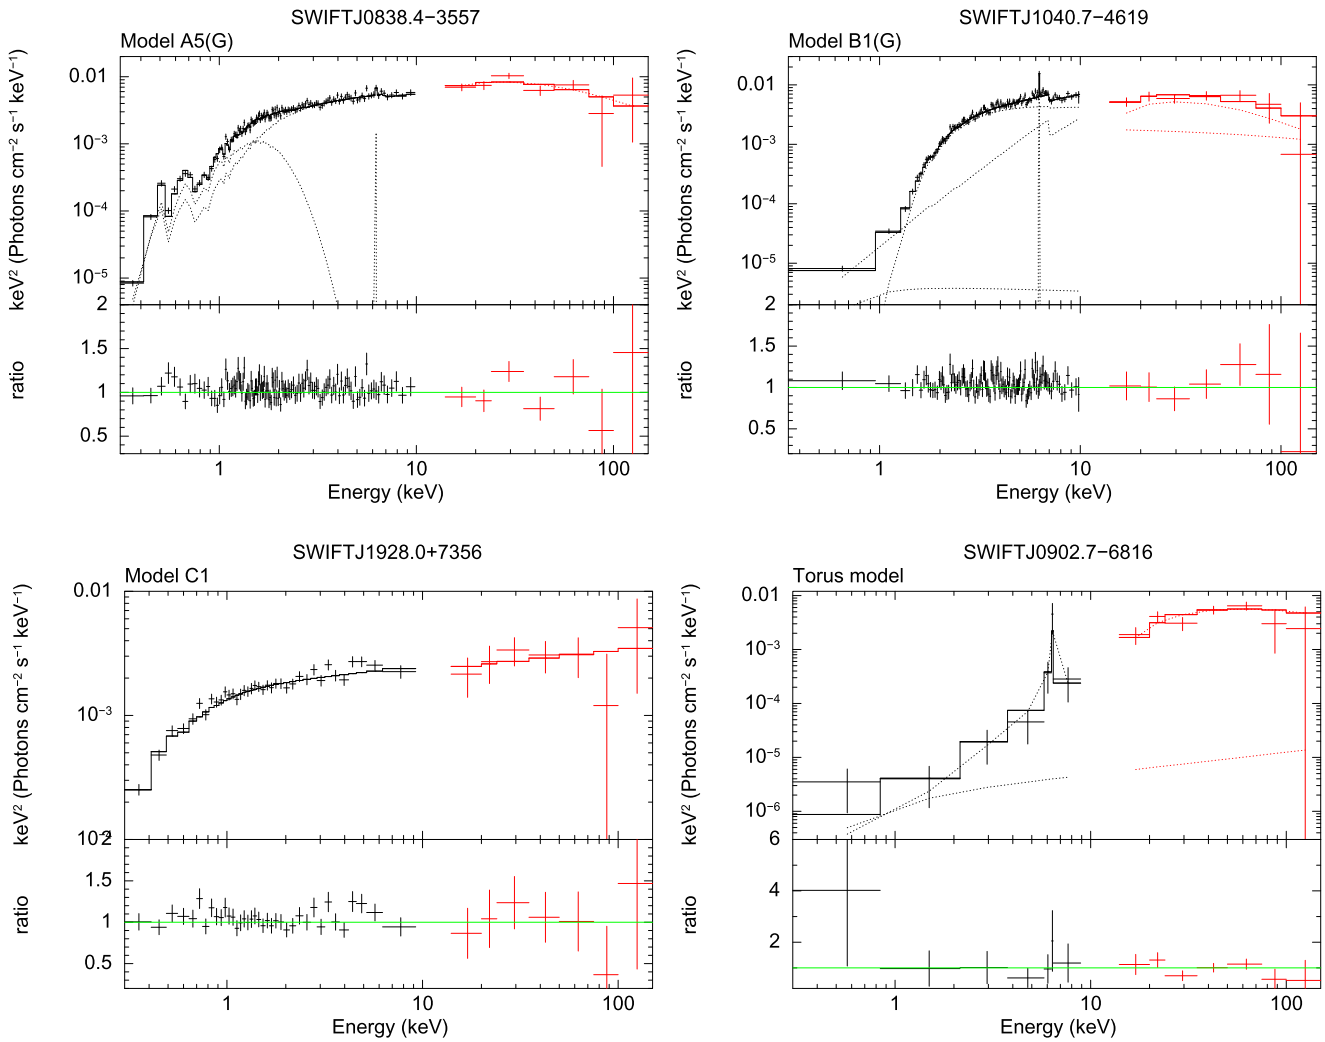 SWIFTJ0838.4−3557
Model A5(G)
keV² (Photons cm⁻² s⁻¹ keV⁻¹)
0.01
10⁻³
10⁻⁴
10⁻⁵
2
1.5
1
0.5
ratio
1 10 100
Energy (keV)
SWIFTJ1040.7−4619
Model B1(G)
keV² (Photons cm⁻² s⁻¹ keV⁻¹)
0.01
10⁻³
10⁻⁴
10⁻⁵
2
1.5
1
0.5
ratio
1 10 100
Energy (keV)
SWIFTJ1928.0+7356
Model C1
keV² (Photons cm⁻² s⁻¹ keV⁻¹)
0.01
10⁻³
2
1.5
1
0.5
ratio
1 10 100
Energy (keV)
SWIFTJ0902.7−6816
Torus model
keV² (Photons cm⁻² s⁻¹ keV⁻¹)
0.01
10⁻³
10⁻⁴
10⁻⁵
10⁻⁶
6
4
2
ratio
1 10 100
Energy (keV)